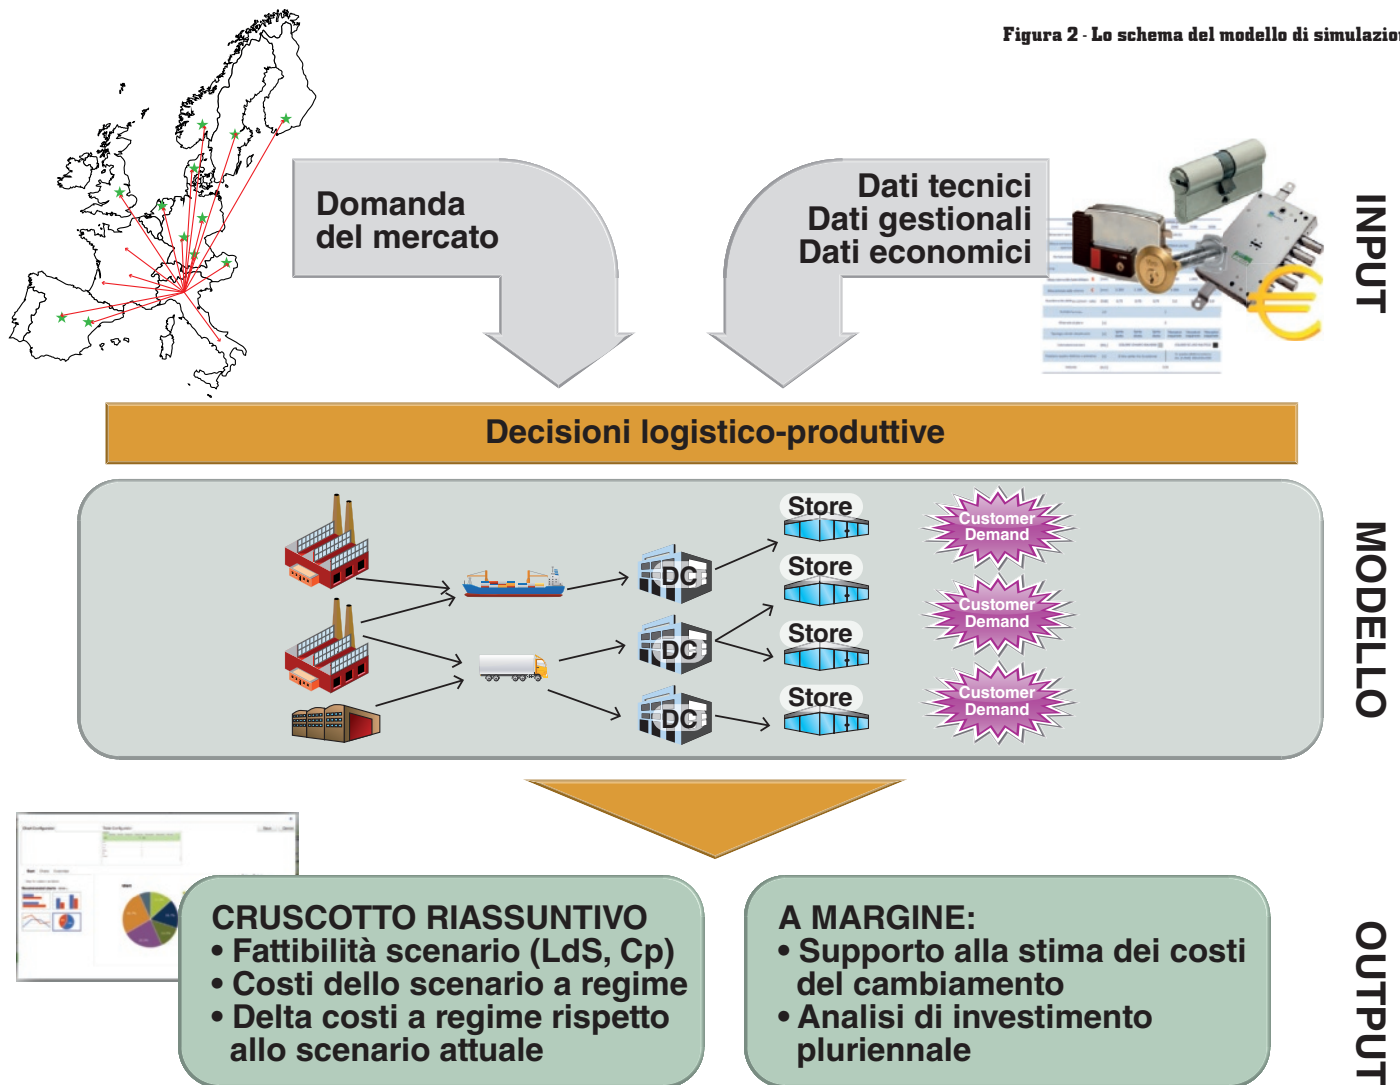 Figura 2 - Lo schema del modello di simulazion
Domanda
del mercato
Dati tecnici
Dati gestionali
Dati economici
INPUT
Decisioni logistico-produttive
Store
Store
Store
Store
DC
DC
DC
Customer
Demand
Customer
Demand
Customer
Demand
MODELLO
CRUSCOTTO RIASSUNTIVO
• Fattibilità scenario (LdS, Cp)
• Costi dello scenario a regime
• Delta costi a regime rispetto
allo scenario attuale
A MARGINE:
• Supporto alla stima dei costi
del cambiamento
• Analisi di investimento
pluriennale
OUTPUT